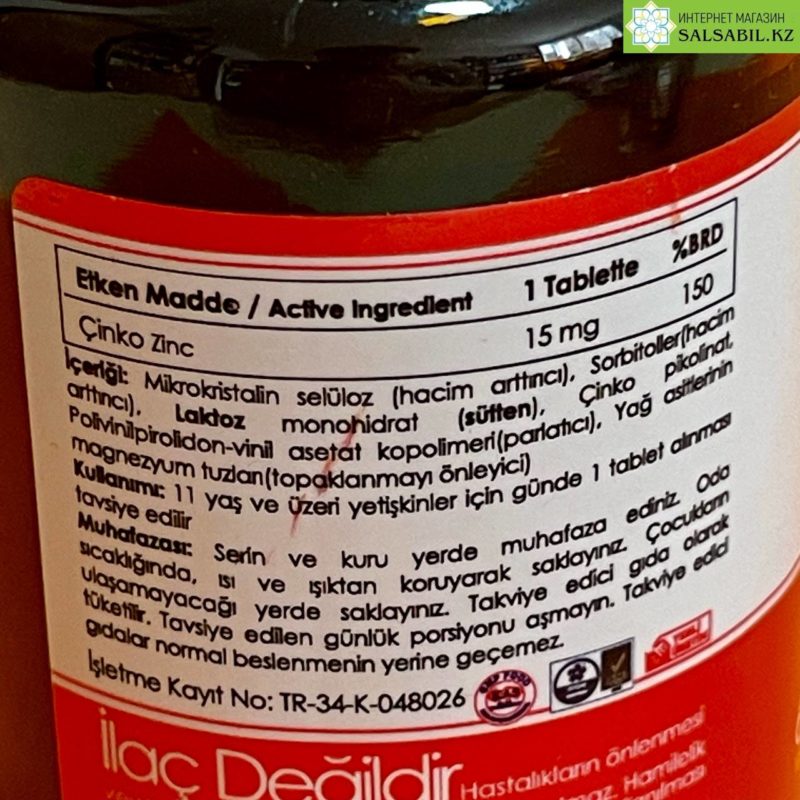 ИНТЕРНЕТ МАГАЗИН
SALSABIL.KZ
Etken Madde / Active Ingredient 1 Tablette %BRD
Çinko Zinc 15 mg 150
İçeriği: Mikrokristalin selüloz (hacim arttırıcı), Sorbitoller(hacim
arttırıcı), Laktoz monohidrat (sütten), Çinko pikolinat,
Polivinilpirolidon-vinil asetat kopolimeri(parlatıcı), Yağ asitlerinin
magnezyum tuzları(topaklanmayı önleyici)
Kullanımı: 11 yaş ve üzeri yetişkinler için günde 1 tablet alınması
tavsiye edilir
Muhafazası: Serin ve kuru yerde muhafaza ediniz. Oda
sıcaklığında, ısı ve ışıktan koruyarak saklayınız. Çocukların
ulaşamayacağı yerde saklayınız. Takviye edici gıda olarak
tüketilir. Tavsiye edilen günlük porsiyonu aşmayın. Takviye edici
gıdalar normal beslenmenin yerine geçemez.
İşletme Kayıt No: TR-34-K-048026
İlaç Değildir Hastalıkların önlenmesi
Hamilelik